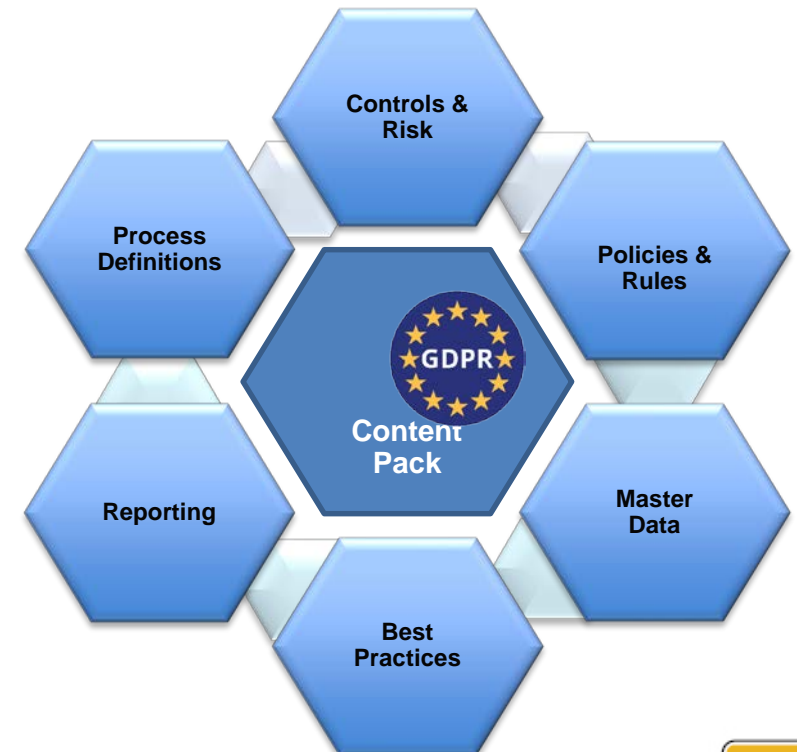 Controls &
Risk
Process
Definitions
Policies &
Rules
GDPR
Content
Pack
Reporting
Master
Data
Best
Practices